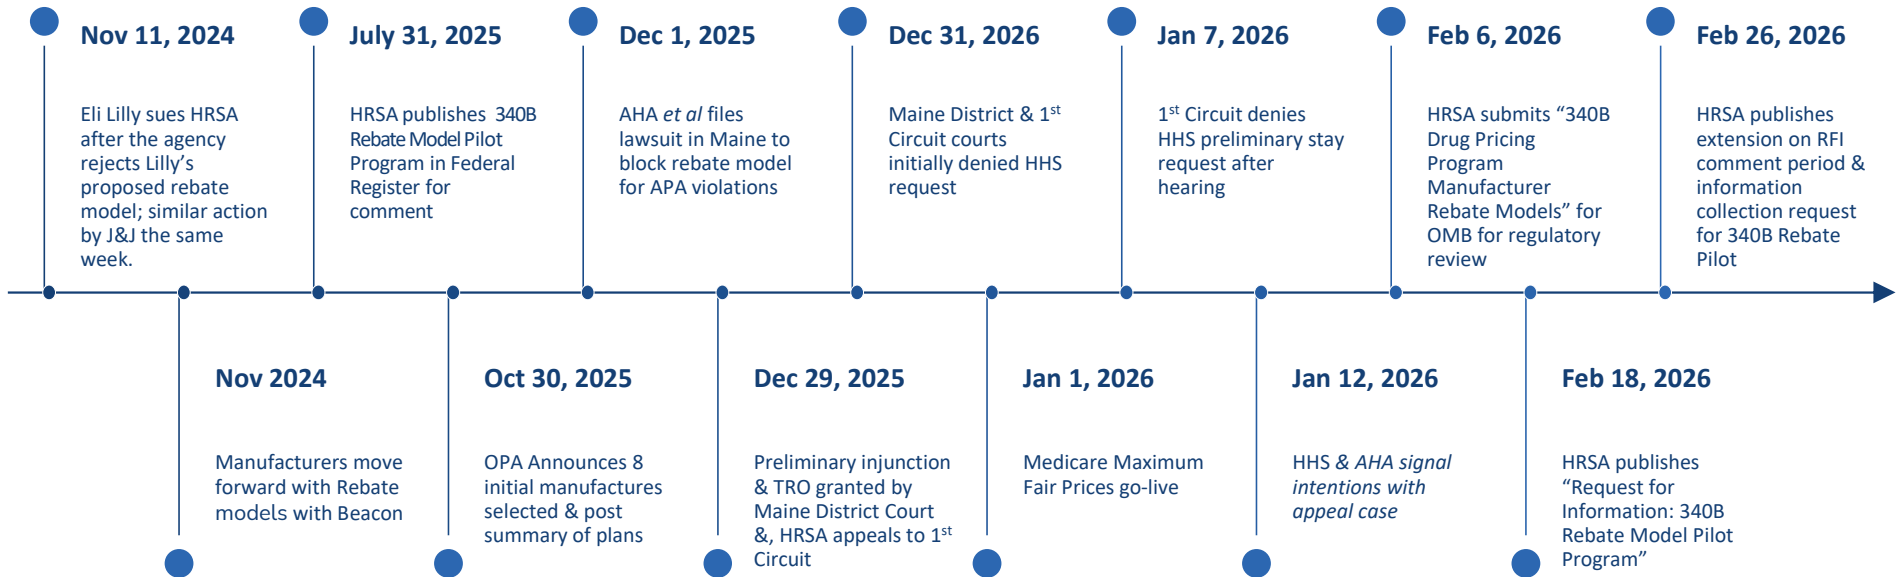 Nov 11, 2024
Eli Lilly sues HRSA
after the agency
rejects Lilly's
proposed rebate
model; similar action
by J&J the same
week.
July 31, 2025
HRSA publishes 340B
Rebate Model Pilot
Program in Federal
Register for
comment
Dec 1, 2025
AHA et al files
lawsuit in Maine to
block rebate model
for APA violations
Dec 31, 2026
Maine District & 1st
Circuit courts
initially denied HHS
request
Jan 7, 2026
1st Circuit denies
HHS preliminary stay
request after
hearing
Feb 6, 2026
HRSA submits “340B
Drug Pricing
Program
Manufacturer
Rebate Models” for
OMB for regulatory
review
Feb 26, 2026
HRSA publishes
extension on RFI
comment period &
information
collection request
for 340B Rebate
Pilot
Nov 2024
Manufacturers move
forward with Rebate
models with Beacon
Oct 30, 2025
OPA Announces 8
initial manufactures
selected & post
summary of plans
Dec 29, 2025
Preliminary injunction
& TRO granted by
Maine District Court
&, HRSA appeals to 1st
Circuit
Jan 1, 2026
Medicare Maximum
Fair Prices go-live
Jan 12, 2026
HHS & AHA signal
intentions with
appeal case
Feb 18, 2026
HRSA publishes
“Request for
Information: 340B
Rebate Model Pilot
Program”